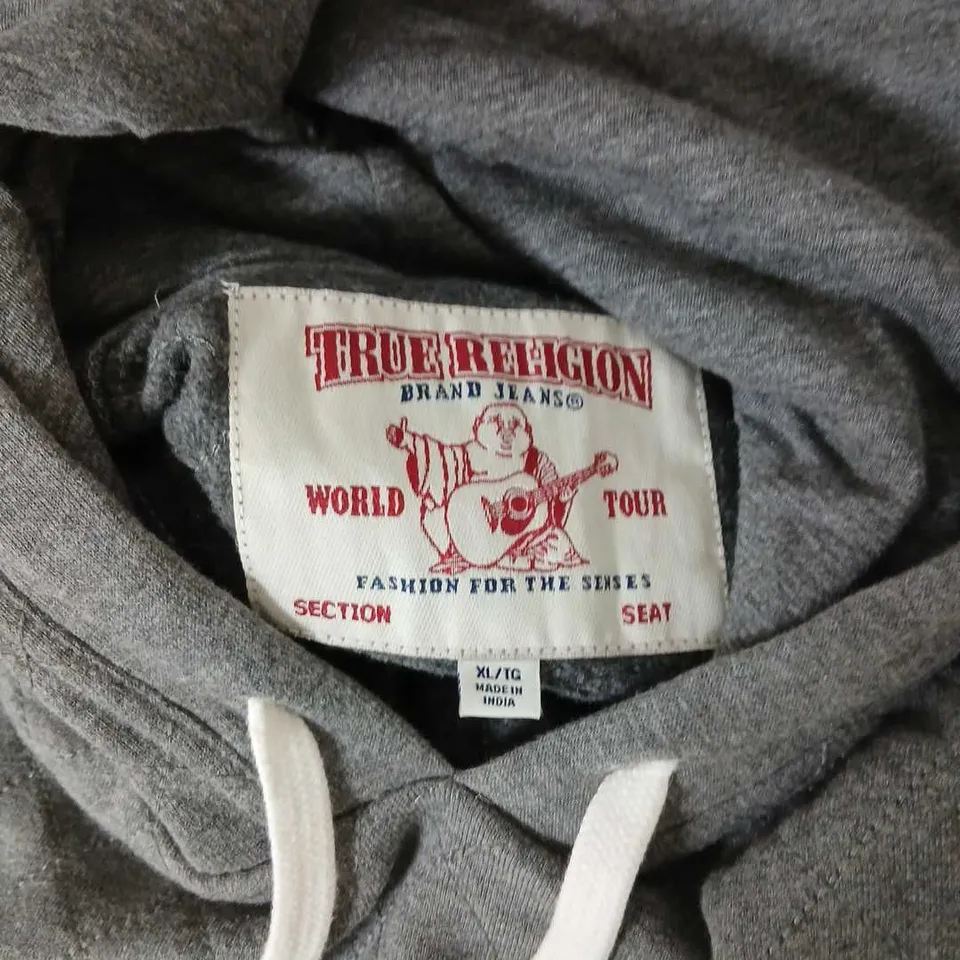 TRUE RELIGION
BRAND JEANS®
WORLD TOUR
FASHION FOR THE SENSES
SECTION SEAT
XL/TG
MADE IN
INDIA